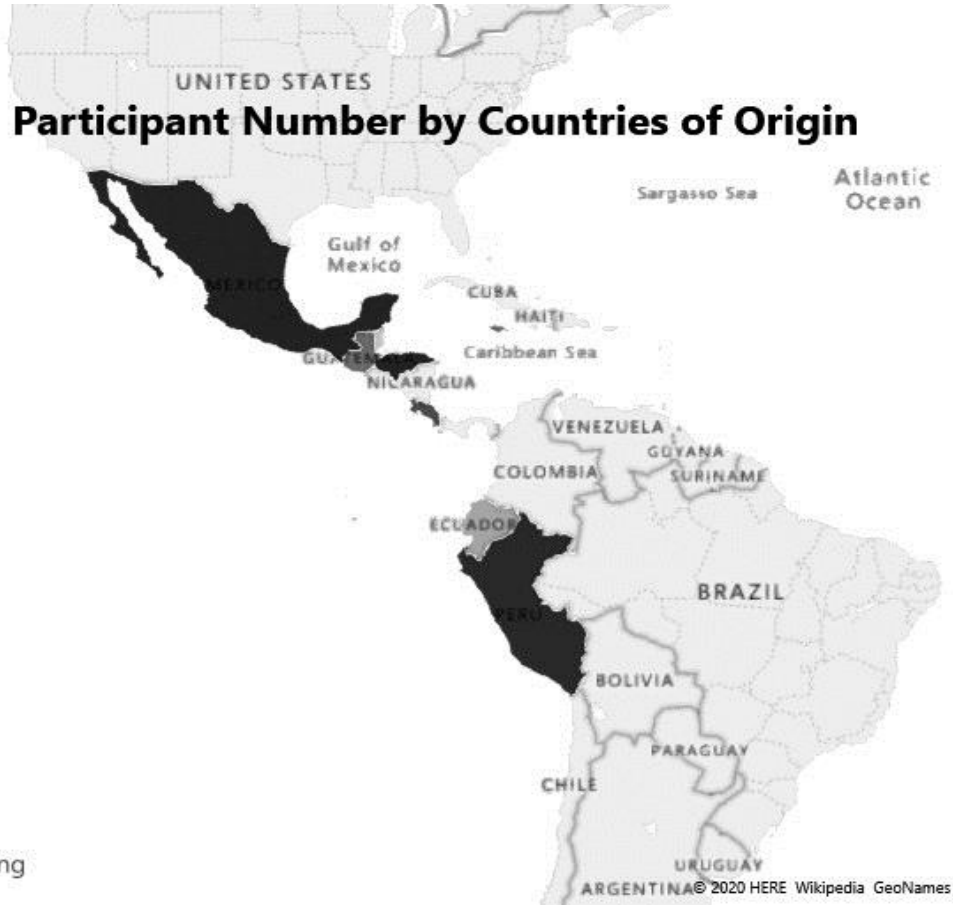 UNITED STATES
Participant Number by Countries of Origin
Atlantic
Ocean
Sargasso Sea
Gulf of
Mexico
MEXICO
CUBA
HAITI
GUATEMALA
Caribbean Sea
NICARAGUA
VENEZUELA
GUYANA
COLOMBIA
SURINAME
ECUADOR
BRAZIL
PERU
BOLIVIA
PARAGUAY
CHILE
ng
URUGUAY
ARGENTINA
© 2020 HERE Wikipedia GeoNames